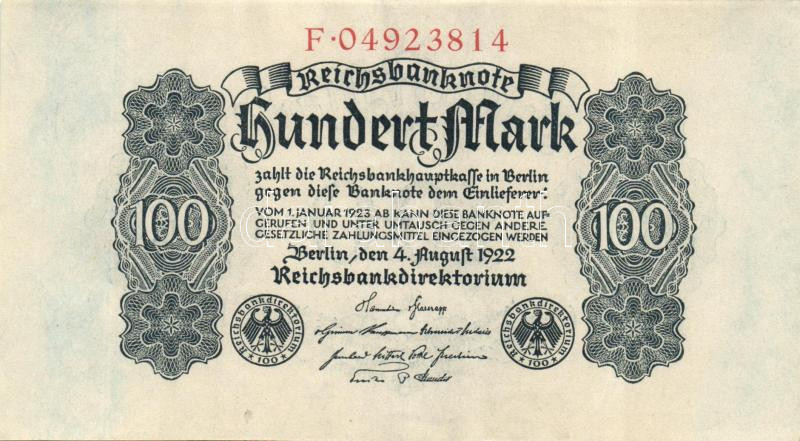 F·04923814
Reichsbanknote
Hundert Mark
zahlt die Reichsbankhauptkasse in Berlin
gegen diese Banknote dem Einlieferer
VOM 1. JANUAR 1923 AB KANN DIESE BANKNOTE AUF-
GERUFEN UND UNTER UMTAUSCH GEGEN ANDERE
GESETZLICHE ZAHLUNGSMITTEL EINGEZOGEN WERDEN
100
100
Berlin, den 4. August 1922
Reichsbankdirektorium
Reichsbankdirektorium
100
Reichsbankdirektorium
100